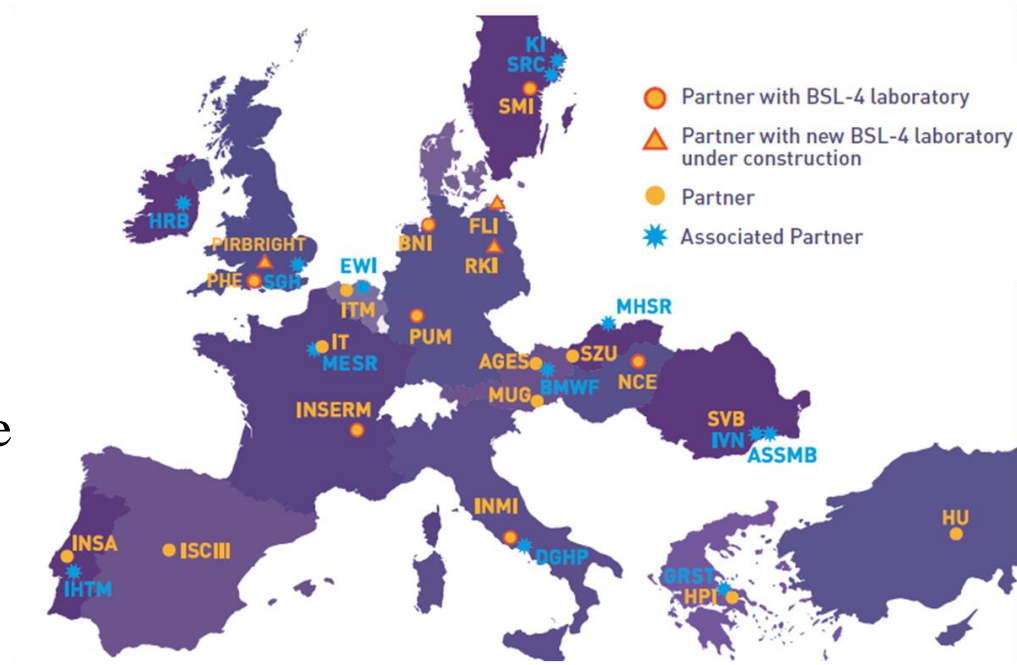 KI
SRC
SMI
Partner with BSL-4 laboratory
Partner with new BSL-4 laboratory
under construction
Partner
Associated Partner
HRB
PIRBRIGHT
PHE
SGH
BNI
FLI
RKI
EWI
ITM
PUM
IT
MESR
INSERM
MHSR
AGES
SZU
BMWF
NCE
MUG
SVB
IVN
ASSMB
INMI
DGHP
HU
INSA
ISCIII
IHTM
GRST
HPI
e